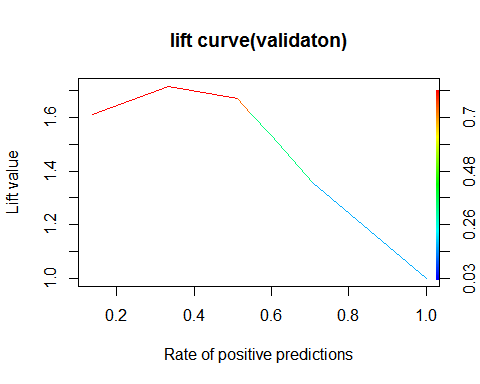 lift curve(validaton)
Lift value
1.6
1.4
1.2
1.0
0.7
0.48
0.26
0.03
0.2 0.4 0.6 0.8 1.0
Rate of positive predictions